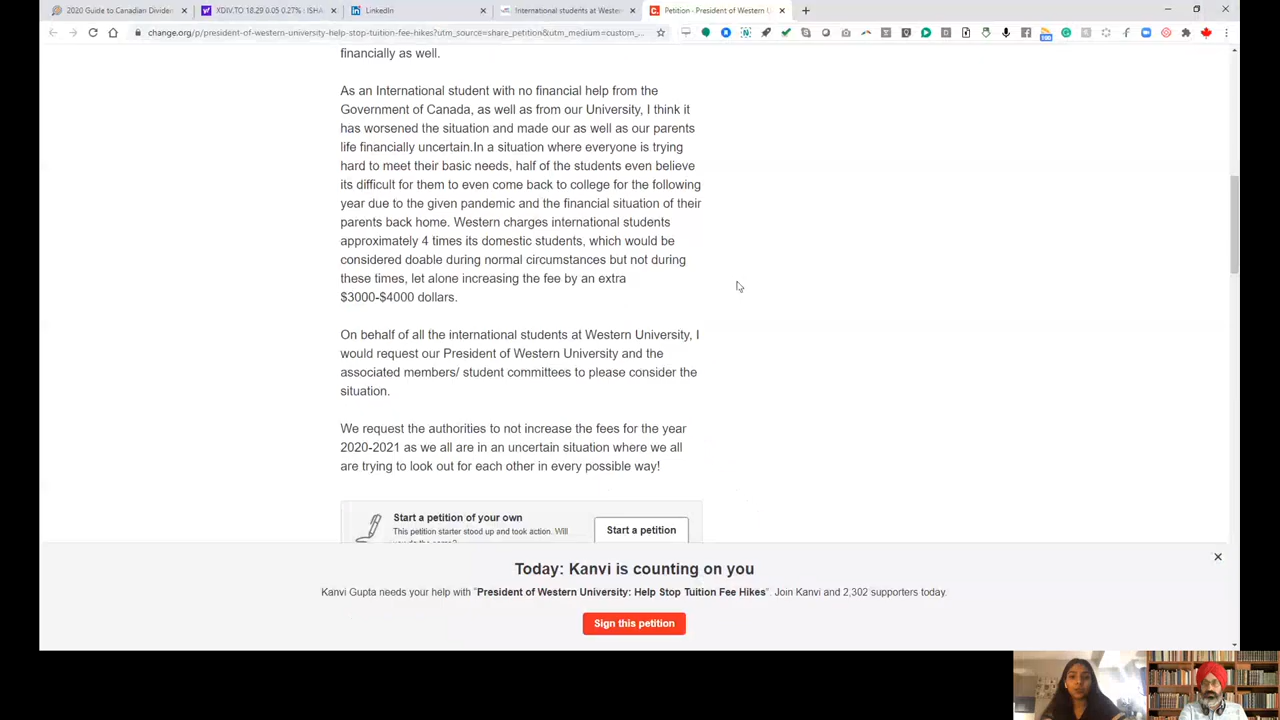 2020 Guide to Canadian Dividen
XDIV.TO 18.29 0.05 0.27% : ISHA
LinkedIn
International students at Weste
Petition · President of Western U
change.org/p/president-of-western-university-help-stop-tuition-fee-hikes?utm_source=share_petition&utm_medium=custom_...
financially as well.
As an International student with no financial help from the
Government of Canada, as well as from our University, I think it
has worsened the situation and made our as well as our parents
life financially uncertain.In a situation where everyone is trying
hard to meet their basic needs, half of the students even believe
its difficult for them to even come back to college for the following
year due to the given pandemic and the financial situation of their
parents back home. Western charges international students
approximately 4 times its domestic students, which would be
considered doable during normal circumstances but not during
these times, let alone increasing the fee by an extra
$3000-$4000 dollars.
On behalf of all the international students at Western University, I
would request our President of Western University and the
associated members/ student committees to please consider the
situation.
We request the authorities to not increase the fees for the year
2020-2021 as we all are in an uncertain situation where we all
are trying to look out for each other in every possible way!
Start a petition of your own
This petition starter stood up and took action. Will
Start a petition
Today: Kanvi is counting on you
Kanvi Gupta needs your help with "President of Western University: Help Stop Tuition Fee Hikes". Join Kanvi and 2,302 supporters today.
Sign this petition